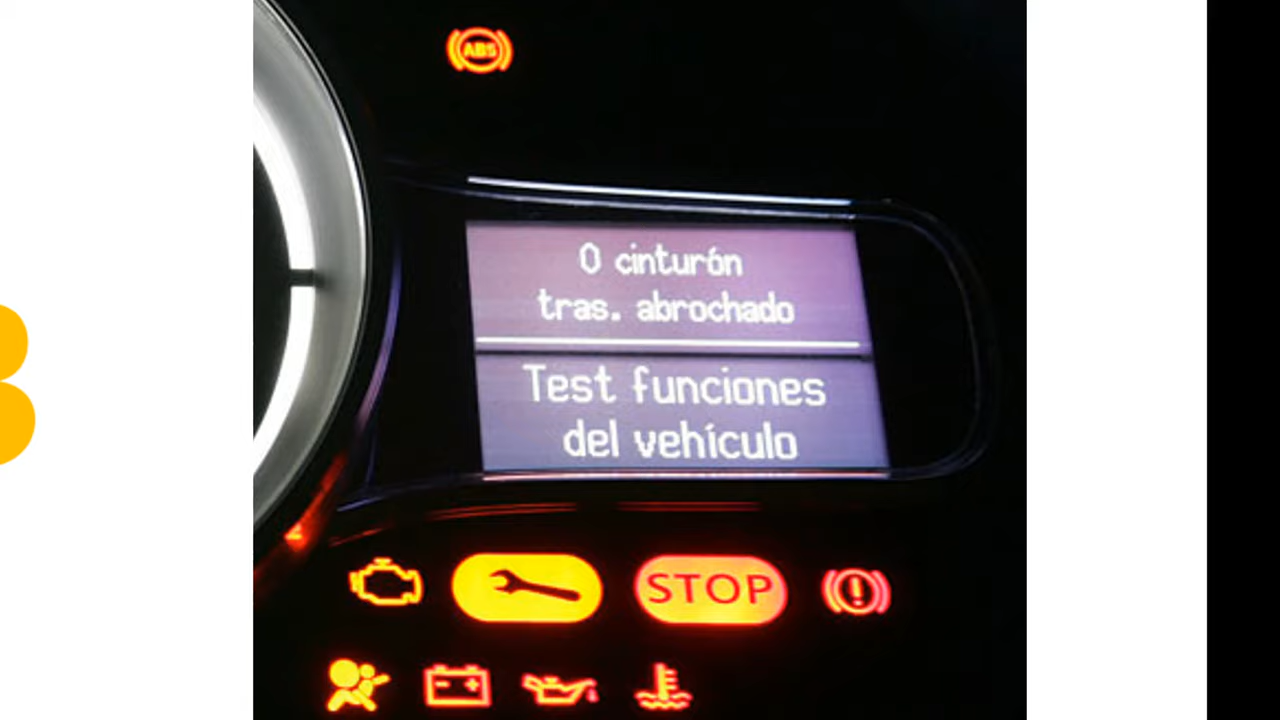 ABS
0 cinturón
tras. abrochado
Test funciones
del vehículo
STOP